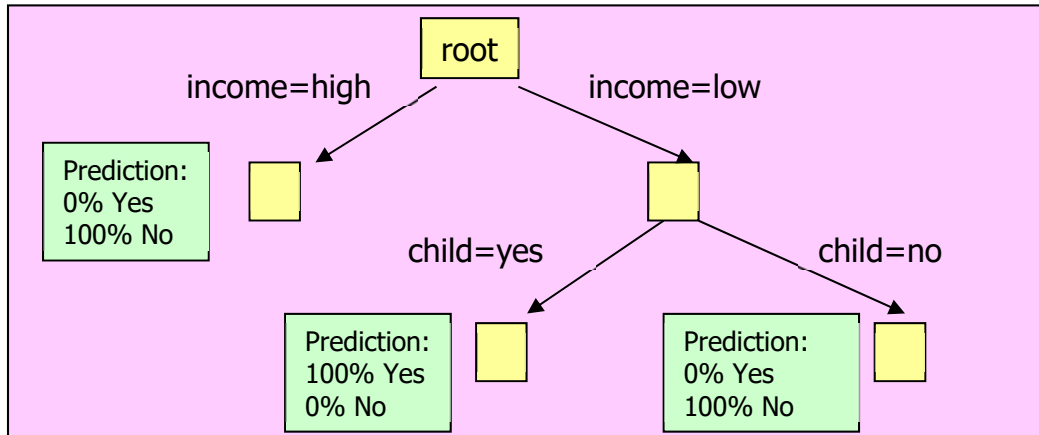 root
income=high
income=low
Prediction:
0% Yes
100% No
child=yes
child=no
Prediction:
100% Yes
0% No
Prediction:
0% Yes
100% No